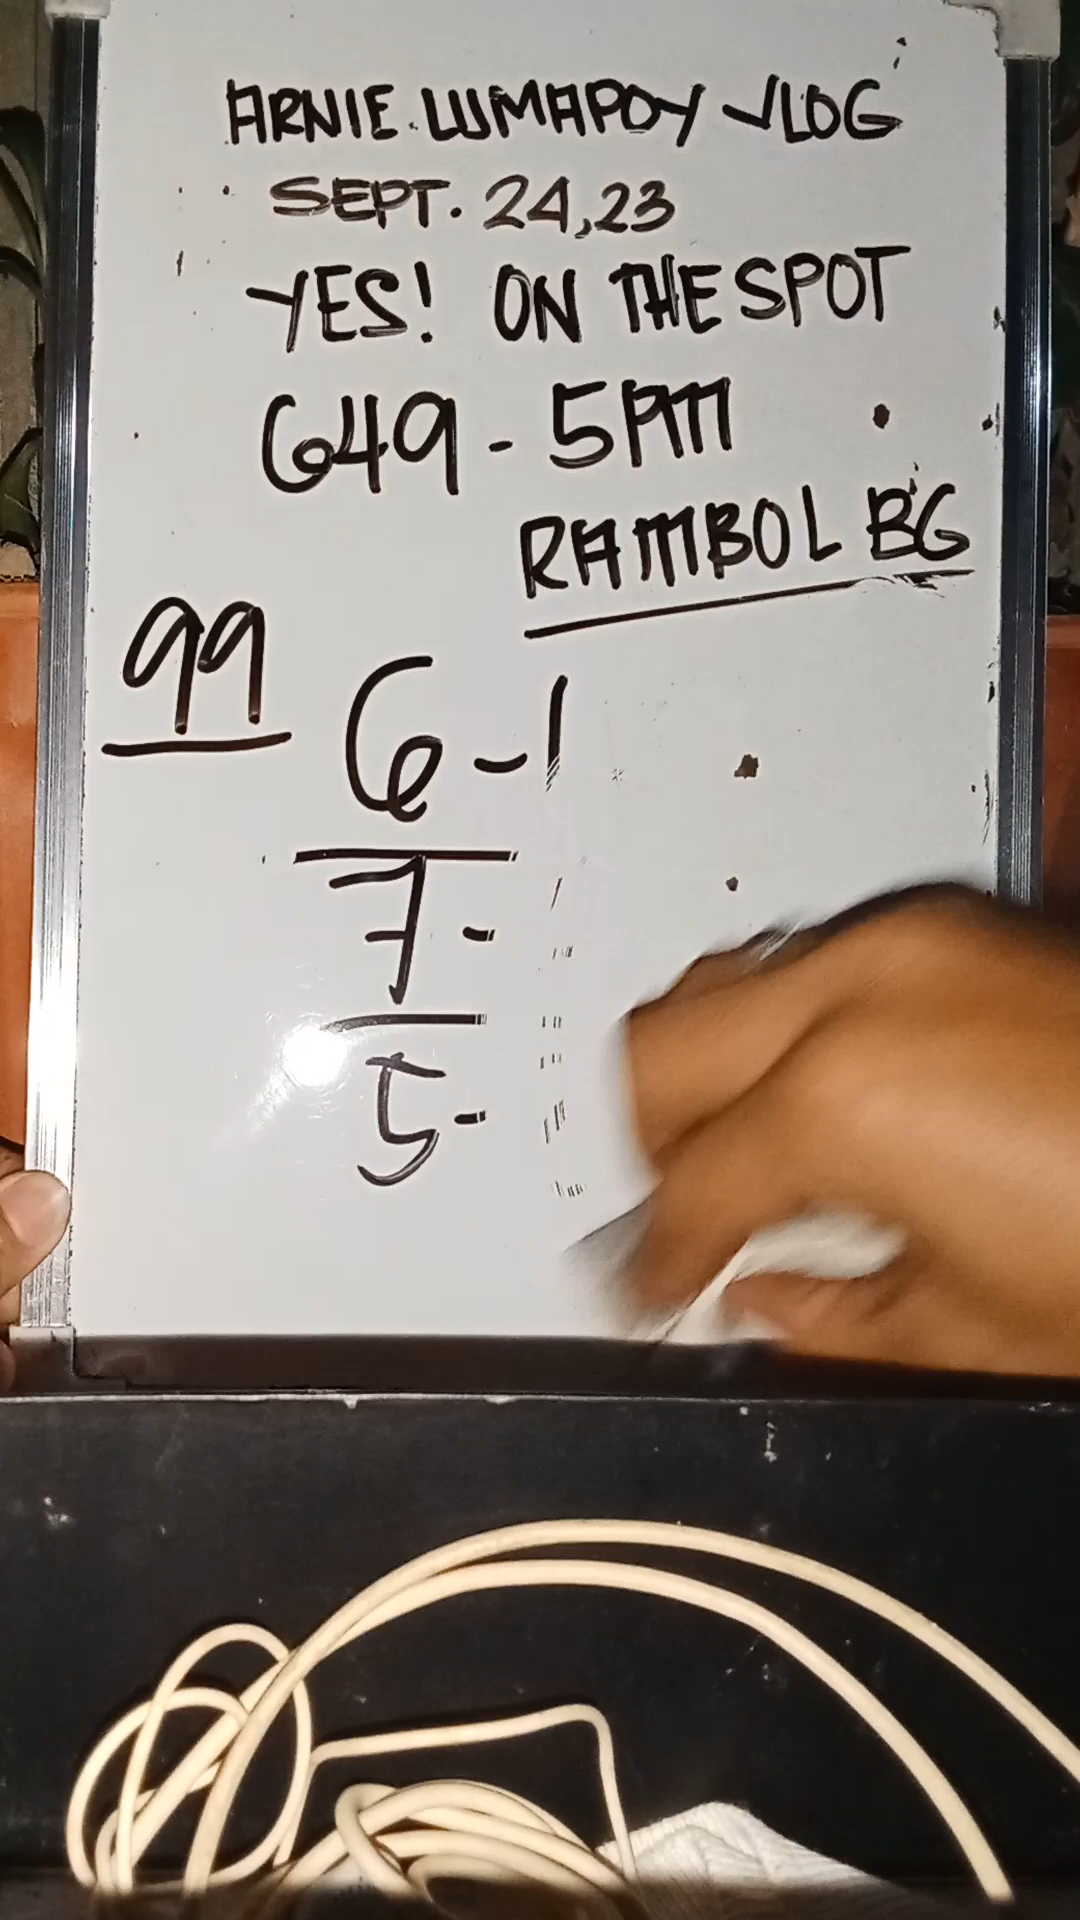 ARNIE. LUMAPOY VLOG
SEPT. 24,23
YES! ON THE SPOT
649 - 5PM
RAMBOL BG
99
6 - 1
7 -
5 -